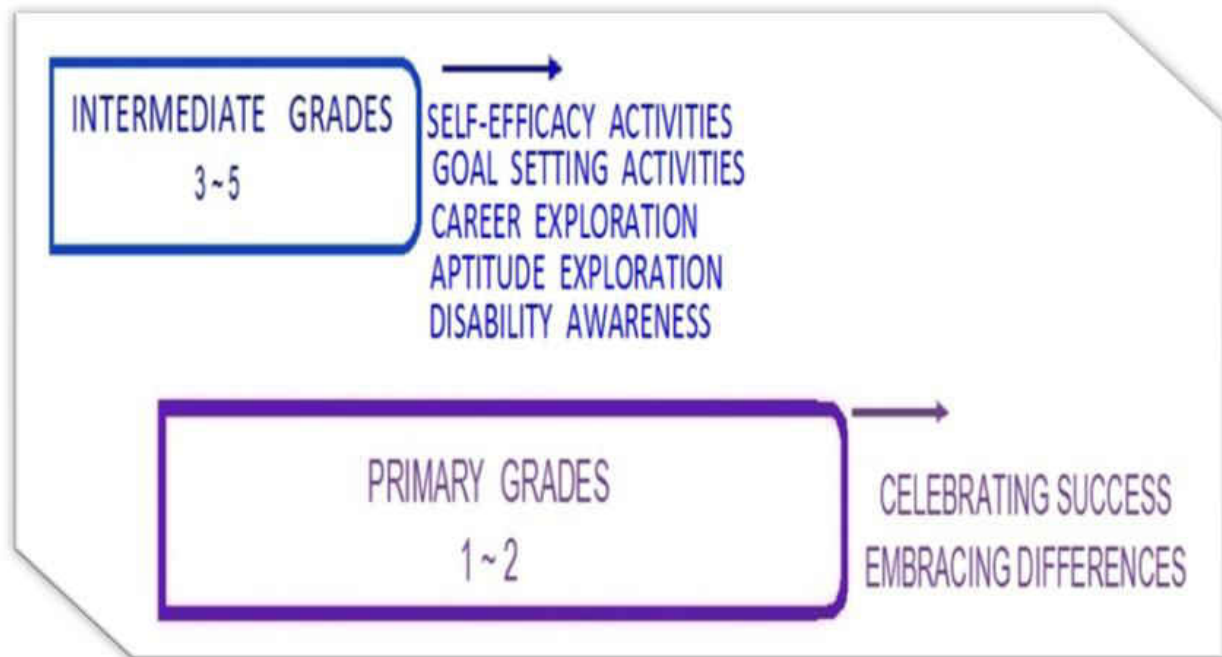 INTERMEDIATE GRADES
3~5
SELF-EFFICACY ACTIVITIES
GOAL SETTING ACTIVITIES
CAREER EXPLORATION
APTITUDE EXPLORATION
DISABILITY AWARENESS
PRIMARY GRADES
1~2
CELEBRATING SUCCESS
EMBRACING DIFFERENCES